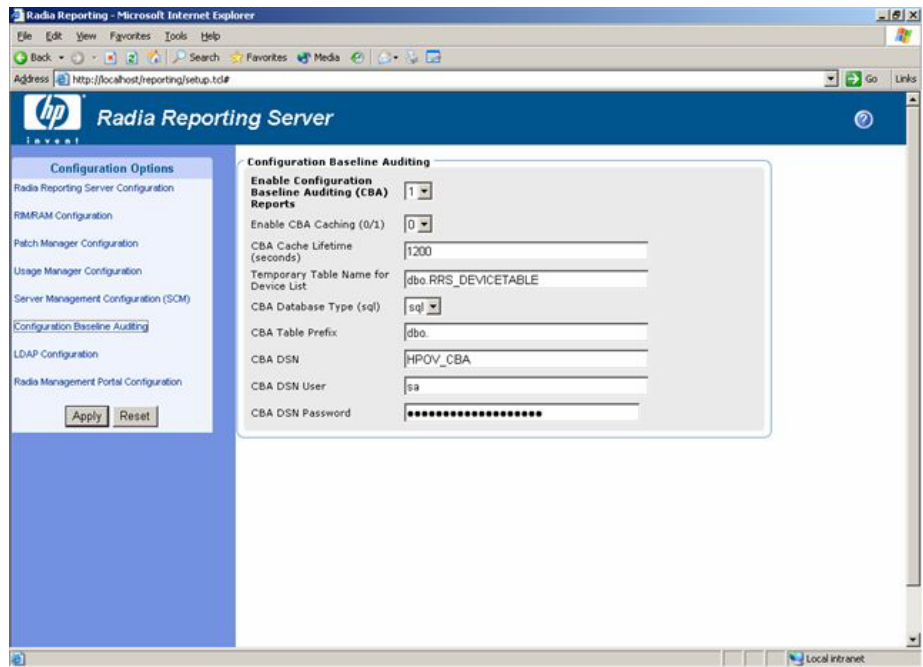 Radia Reporting - Microsoft Internet Explorer
File Edit View Favorites Tools Help
Back Search Favorites Media
Address http://localhost/reporting/setup.tcl# Go Links
hp
invent
Radia Reporting Server
?
Configuration Options
Radia Reporting Server Configuration
RIM/RAM Configuration
Patch Manager Configuration
Usage Manager Configuration
Server Management Configuration (SCM)
Configuration Baseline Auditing
LDAP Configuration
Radia Management Portal Configuration
Apply Reset
Configuration Baseline Auditing
Enable Configuration
Baseline Auditing (CBA)
Reports
1
Enable CBA Caching (0/1) 0
CBA Cache Lifetime
(seconds)
1200
Temporary Table Name for
Device List
dbo.RRS_DEVICETABLE
CBA Database Type (sql) sql
CBA Table Prefix dbo.
CBA DSN HPOV_CBA
CBA DSN User sa
CBA DSN Password ●●●●●●●●●●●●●●●●●●●
Local intranet